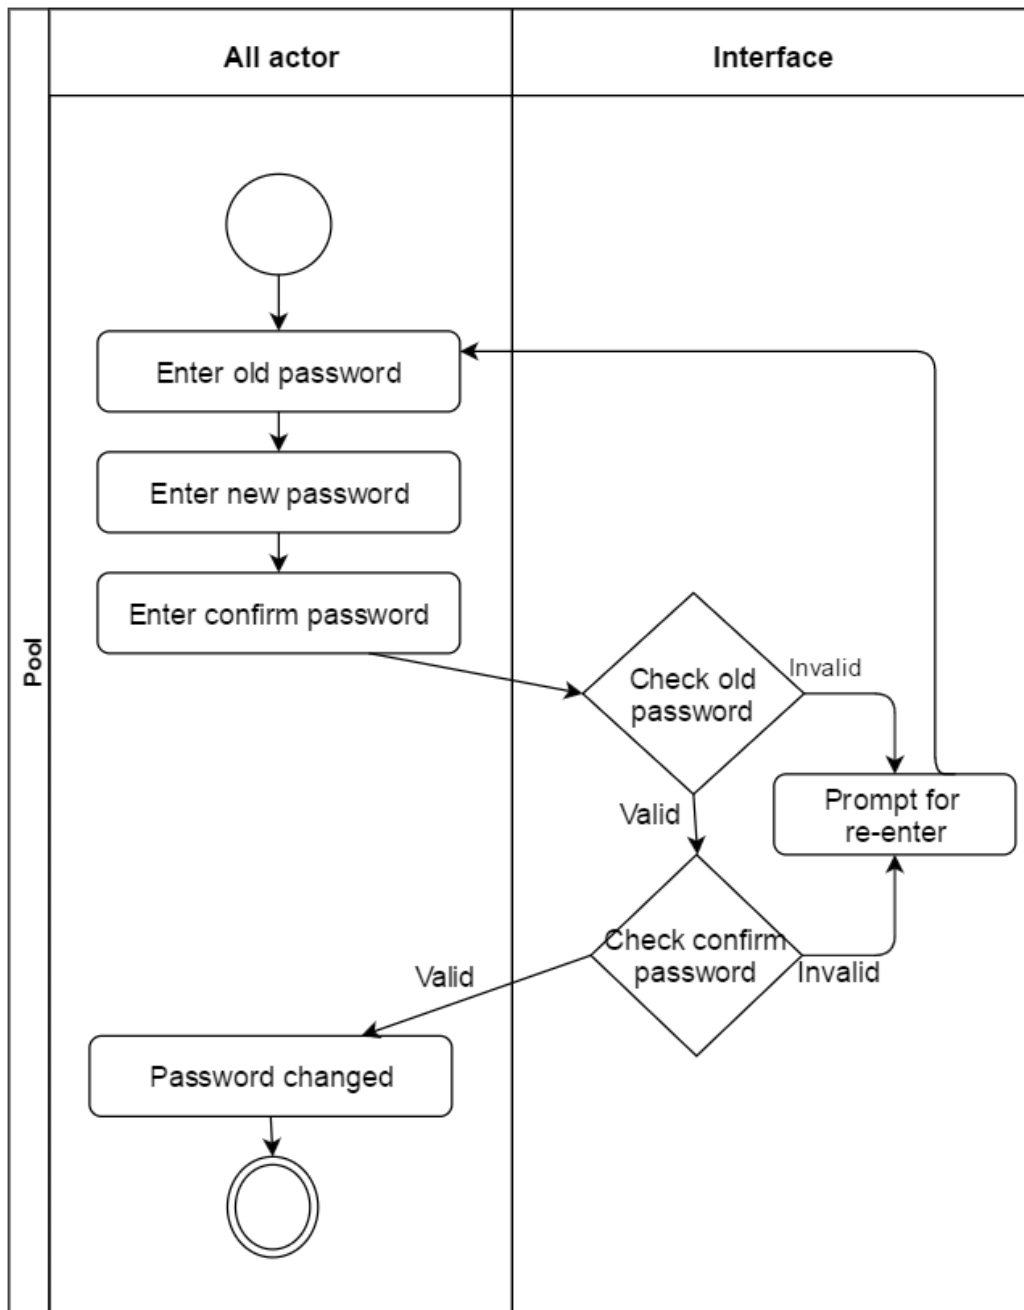 All actor
Interface
Pool
Enter old password
Enter new password
Enter confirm password
Check old
password
Invalid
Valid
Prompt for
re-enter
Check confirm
password
Invalid
Valid
Password changed